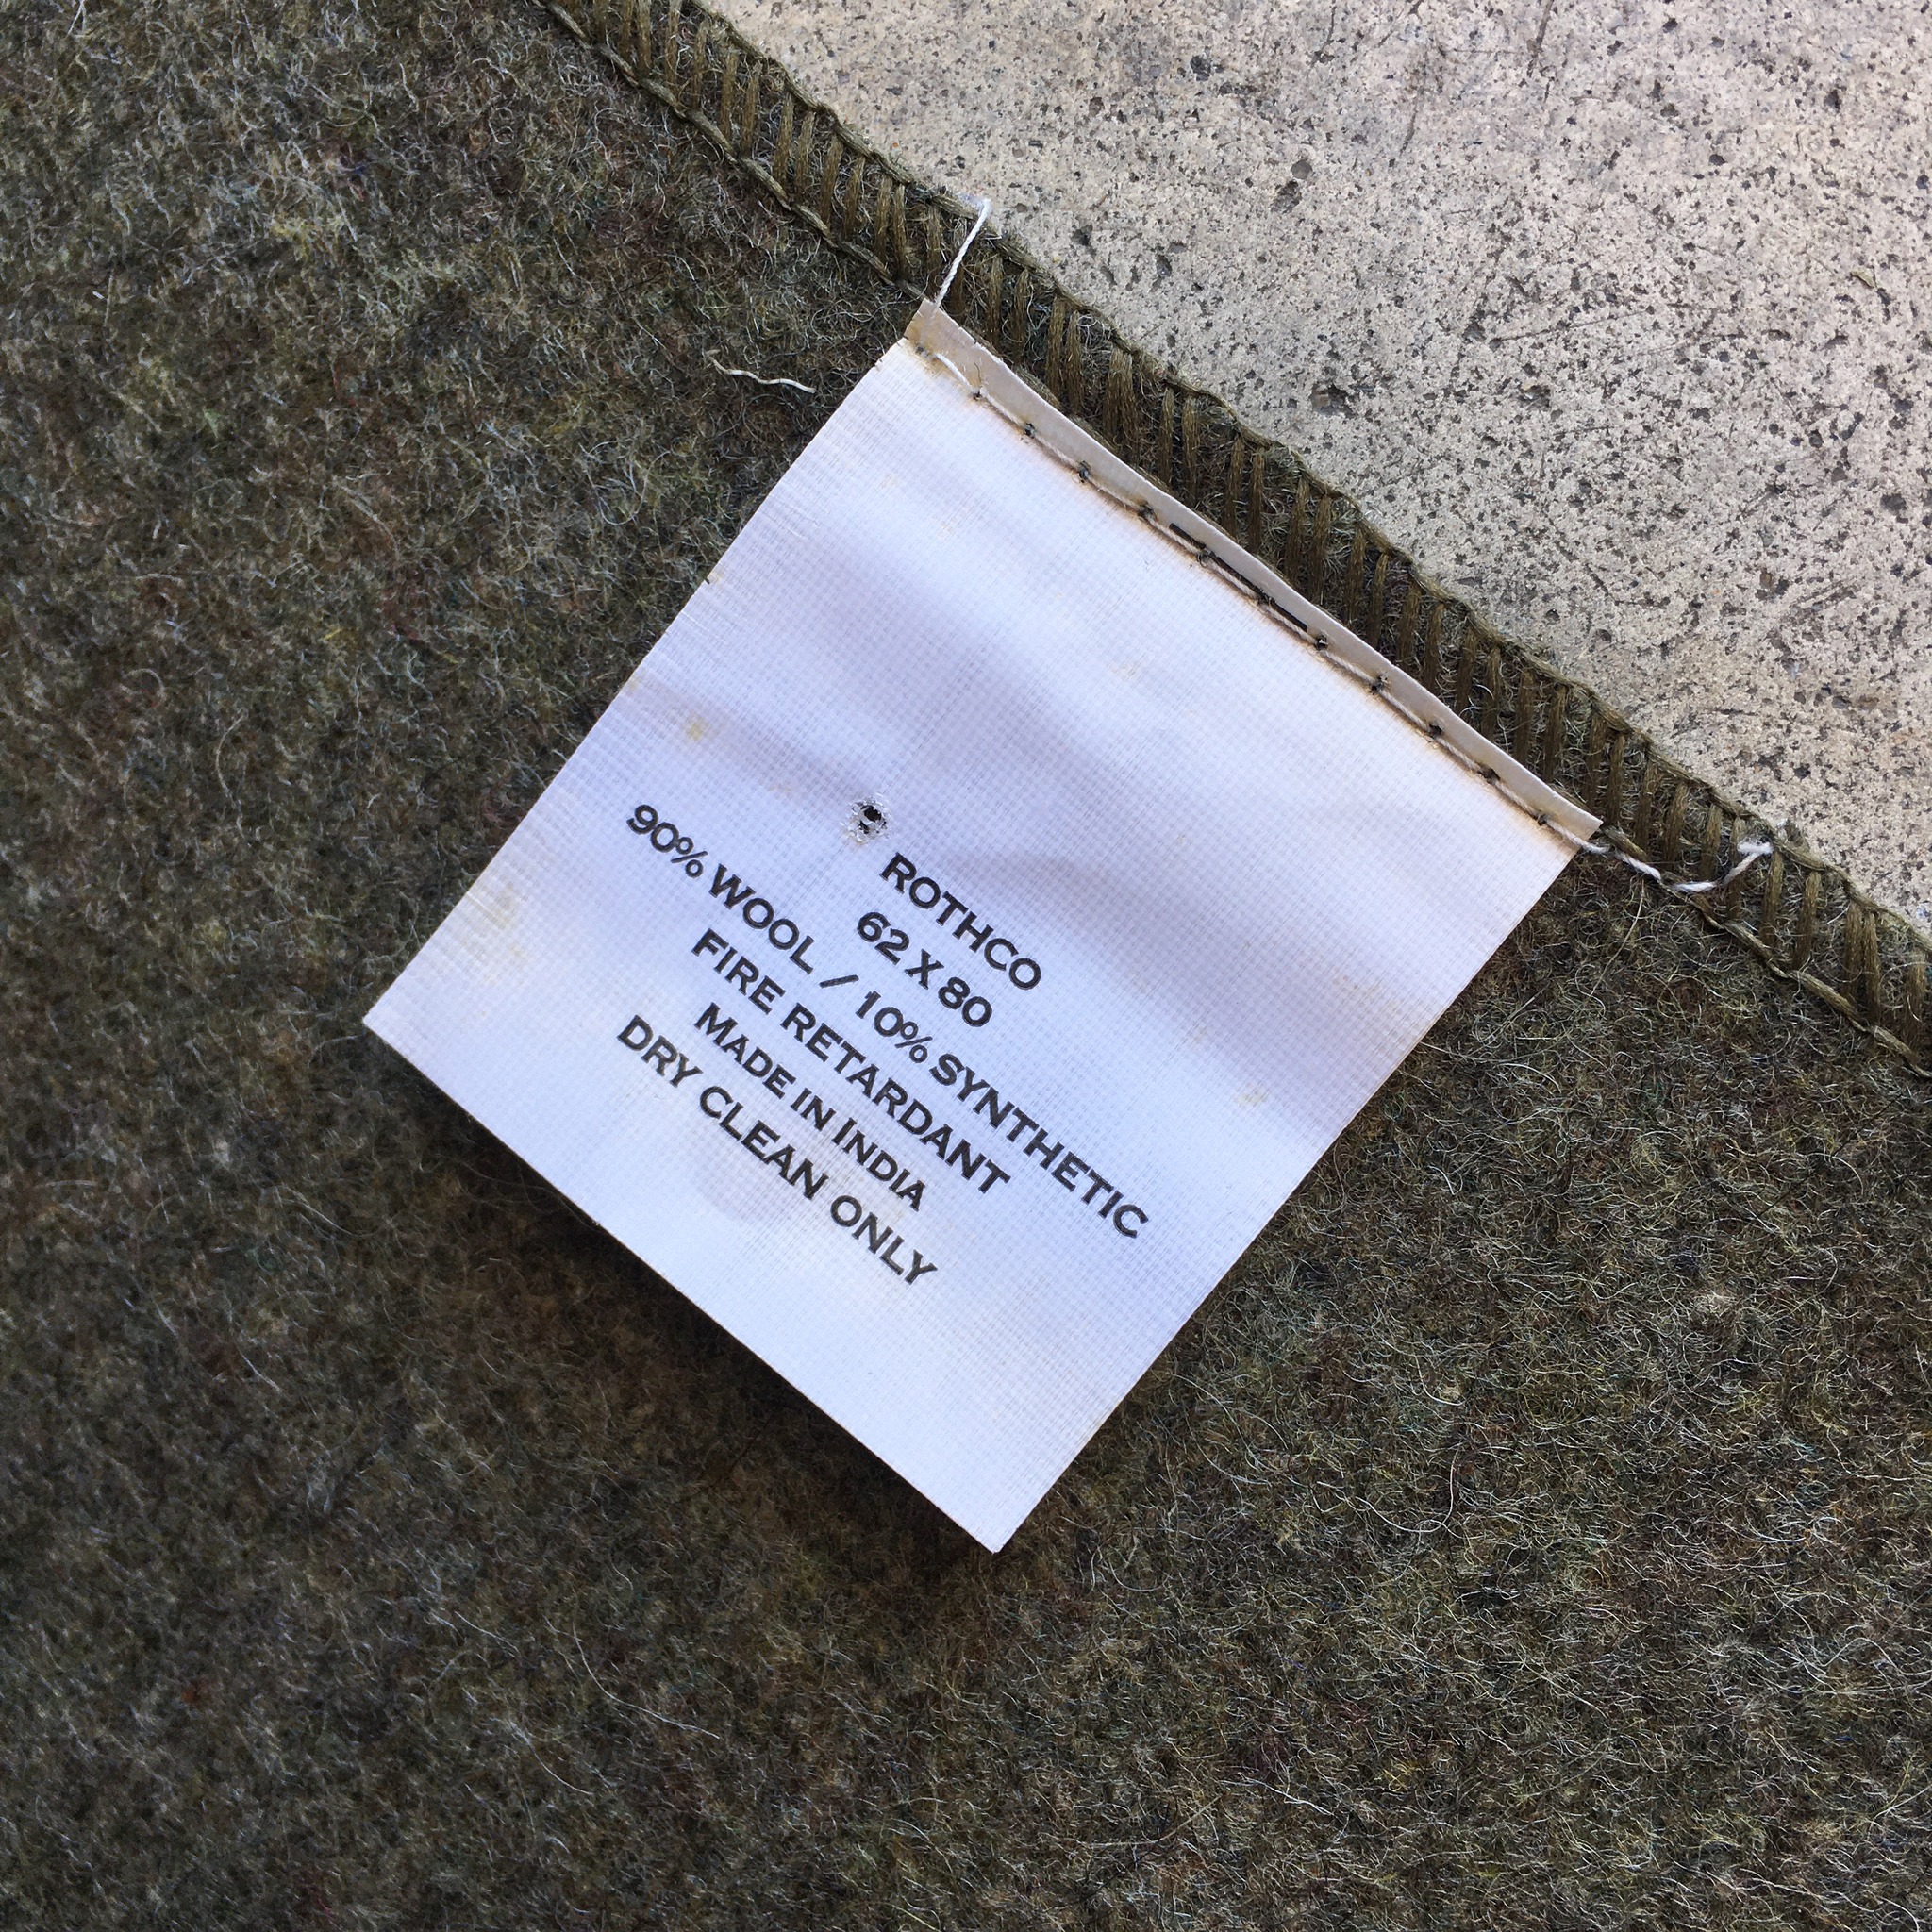 ROTHCO
62 X 80
90% WOOL / 10% SYNTHETIC
FIRE RETARDANT
MADE IN INDIA
DRY CLEAN ONLY